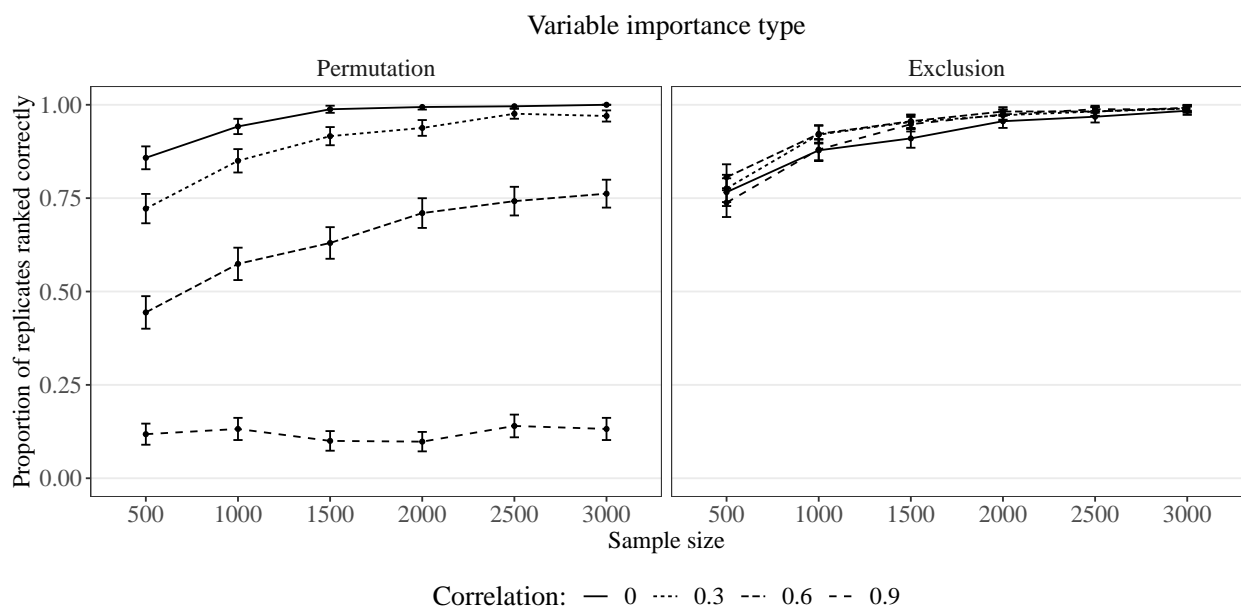 Variable importance type
Permutation
Exclusion
Proportion of replicates ranked correctly
1.00
0.75
0.50
0.25
0.00
500 1000 1500 2000 2500 3000
500 1000 1500 2000 2500 3000
Sample size
Correlation: 0 0.3 0.6 0.9